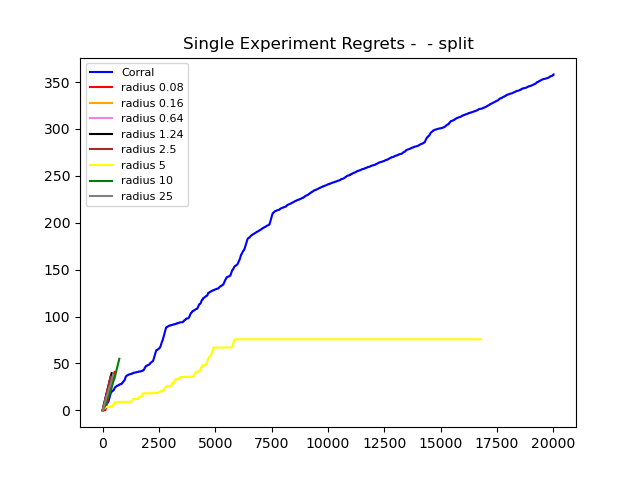 Single Experiment Regrets -  - split
350
300
250
200
150
100
50
0
Corral
radius 0.08
radius 0.16
radius 0.64
radius 1.24
radius 2.5
radius 5
radius 10
radius 25
0 2500 5000 7500 10000 12500 15000 17500 20000